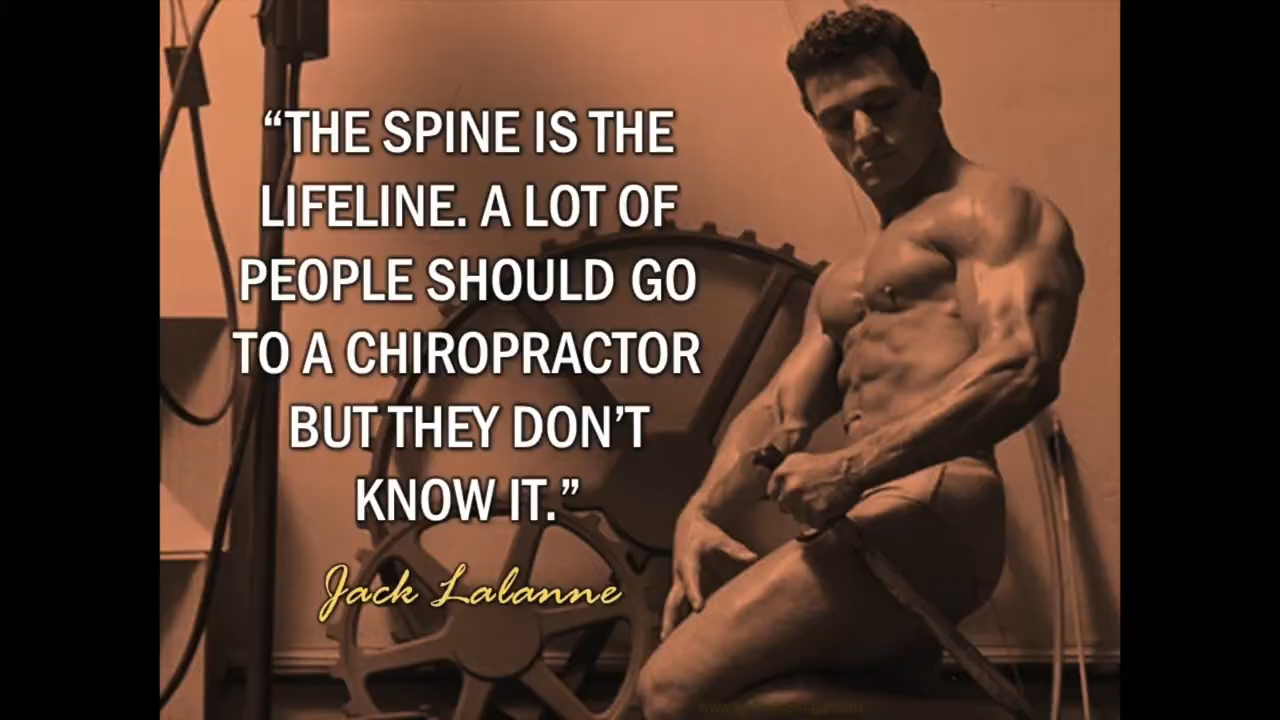 “THE SPINE IS THE
LIFELINE. A LOT OF
PEOPLE SHOULD GO
TO A CHIROPRACTOR
BUT THEY DON’T
KNOW IT.”
Jack Lalanne